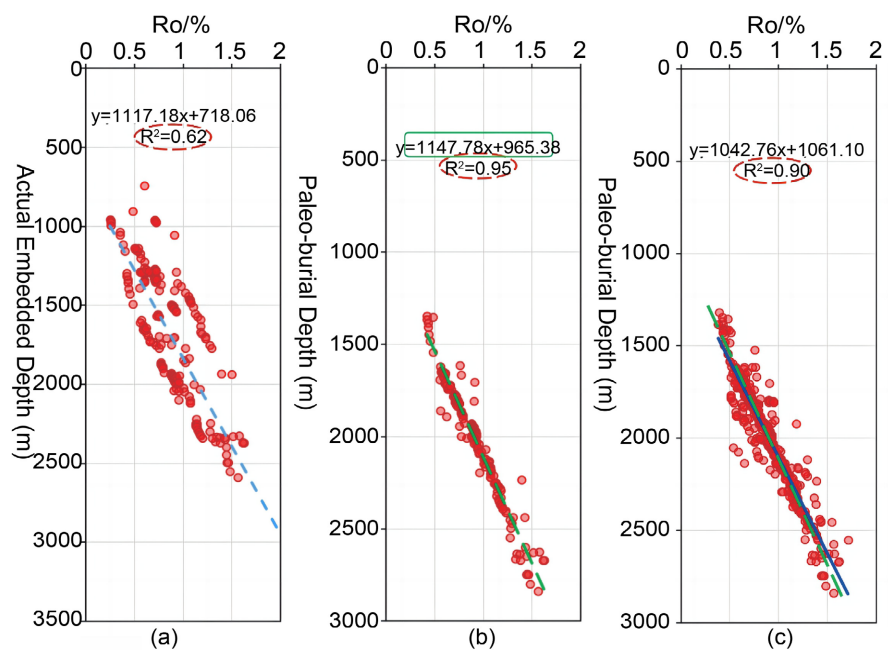 Ro/%
0 0.5 1 1.5 2
0
500
1000
1500
2000
2500
3000
3500
Actual Embedded Depth (m)
y=1117.18x+718.06
R²=0.62
(a)
Ro/%
0 0.5 1 1.5 2
0
500
1000
1500
2000
2500
3000
Paleo-burial Depth (m)
y=1147.78x+965.38
R²=0.95
(b)
Ro/%
0 0.5 1 1.5 2
0
500
1000
1500
2000
2500
3000
Paleo-burial Depth (m)
y=1042.76x+1061.10
R²=0.90
(c)